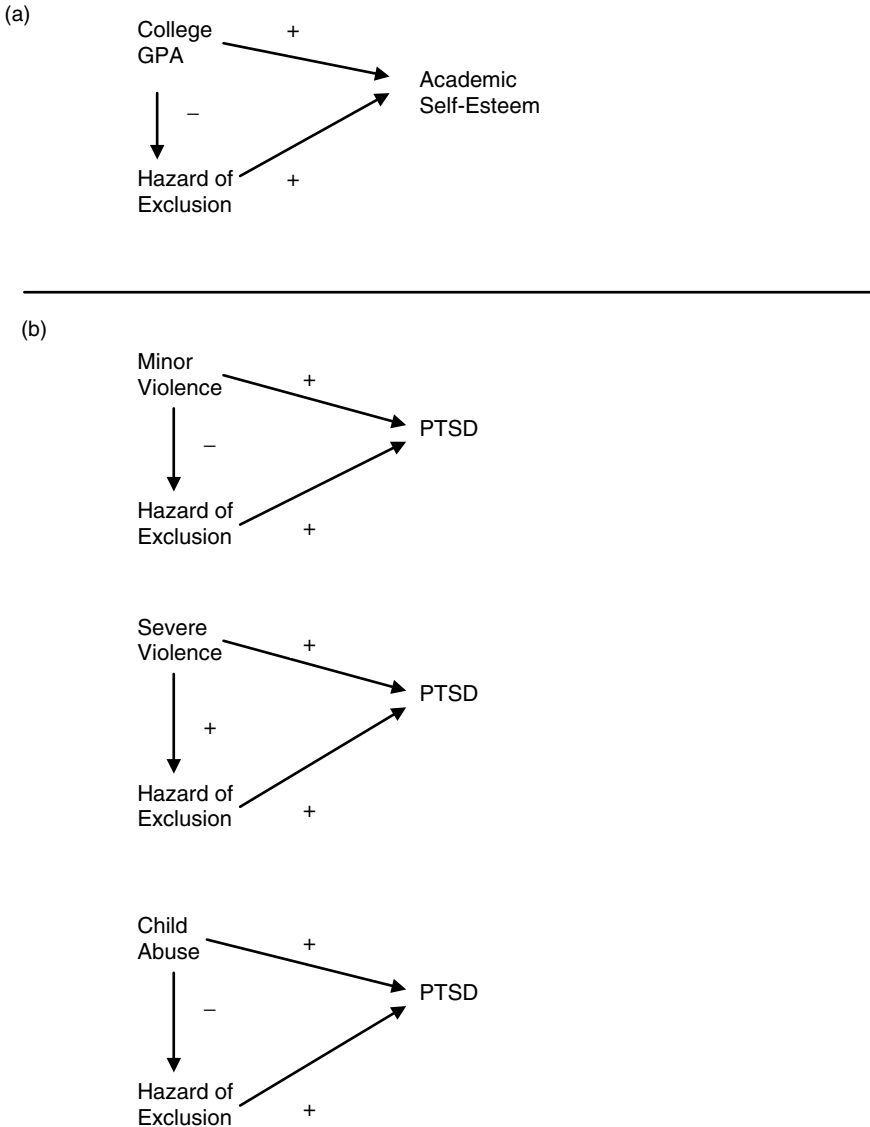 (a)
College
GPA
+
Academic
Self-Esteem
–
Hazard of
Exclusion
+
(b)
Minor
Violence
+
PTSD
–
Hazard of
Exclusion
+
Severe
Violence
+
PTSD
+
Hazard of
Exclusion
+
Child
Abuse
+
PTSD
–
Hazard of
Exclusion
+